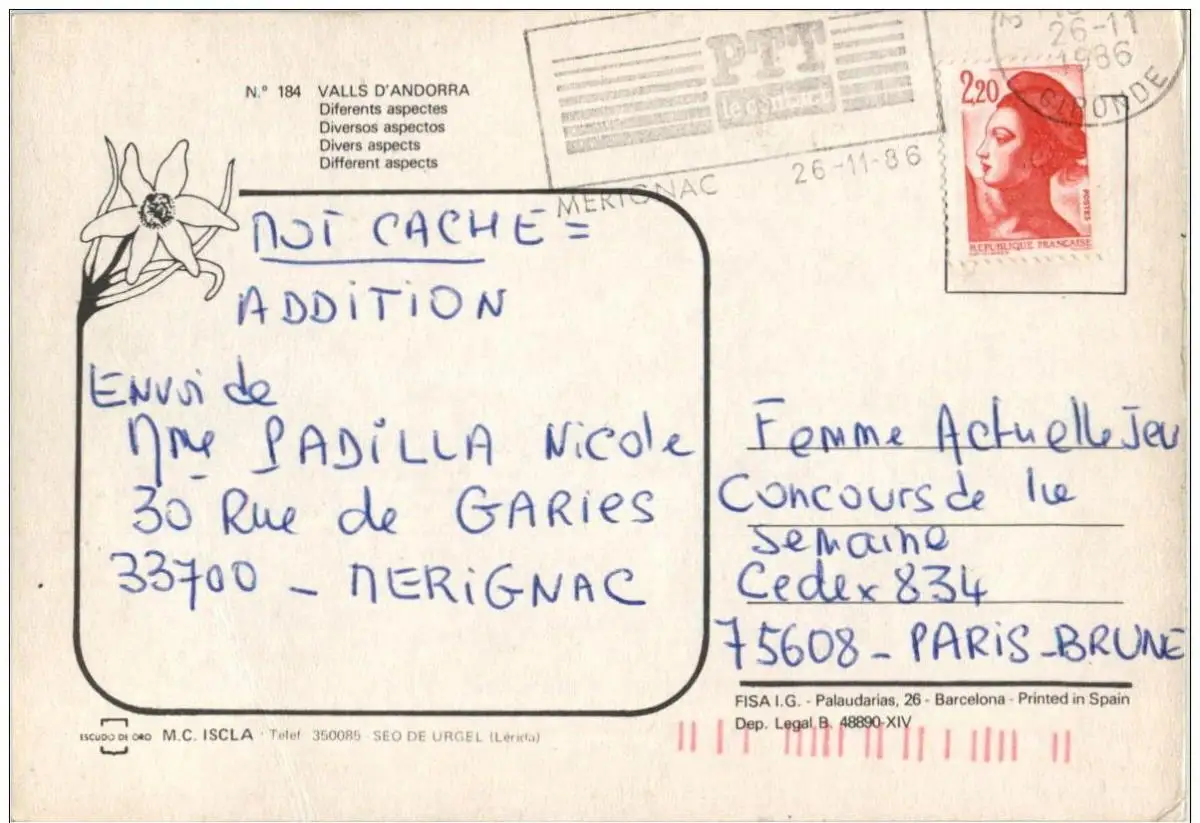 N.º 184 VALLS D'ANDORRA
Diferents aspectes
Diversos aspectos
Divers aspects
Different aspects
PTT
MERIGNAC 26-11-86
26-11
1986
GIRONDE
2,20
POSTES
REPUBLIQUE FRANÇAISE
MOT CACHE =
ADDITION
ENVOI de
Mme PADILLA Nicole
30 Rue de GARIES
33700 - MERIGNAC
Femme Actuelle Jeu
Concours de la
semaine
Cedex 834
75608 - PARIS-BRUNE
FISA I.G. - Palaudarias, 26 - Barcelona - Printed in Spain
Dep. Legal B. 48890-XIV
ESCUDO DE ORO M.C. ISCLA · Telef 350085 - SEO DE URGEL (Lérida)